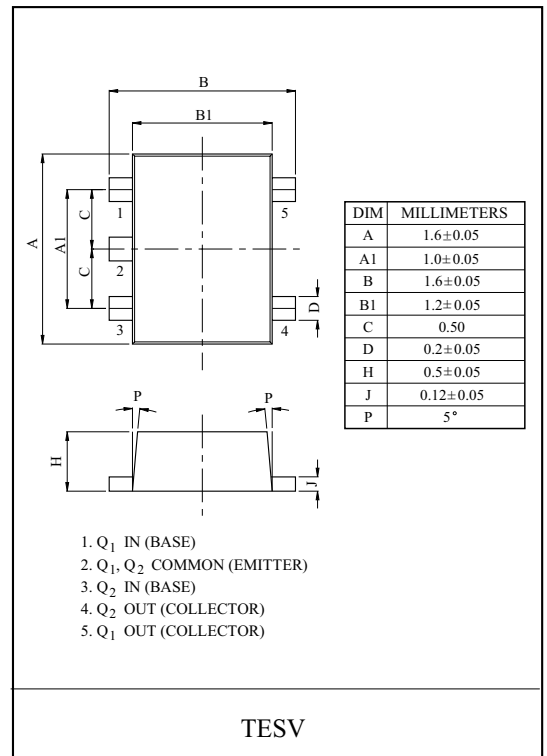 B
B1
A
A1
C
C
1
2
3
5
4
D
DIM MILLIMETERS
A 1.6±0.05
A1 1.0±0.05
B 1.6±0.05
B1 1.2±0.05
C 0.50
D 0.2±0.05
H 0.5±0.05
J 0.12±0.05
P 5°
P
P
H
J
1. Q1 IN (BASE)
2. Q1, Q2 COMMON (EMITTER)
3. Q2 IN (BASE)
4. Q2 OUT (COLLECTOR)
5. Q1 OUT (COLLECTOR)
TESV